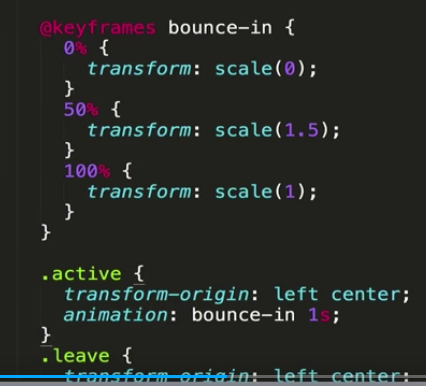 @keyframes bounce-in {
0% {
transform: scale(0);
}
50% {
transform: scale(1.5);
}
100% {
transform: scale(1);
}
}
.active {
transform-origin: left center;
animation: bounce-in 1s;
}
.leave {
transform-origin: left center;